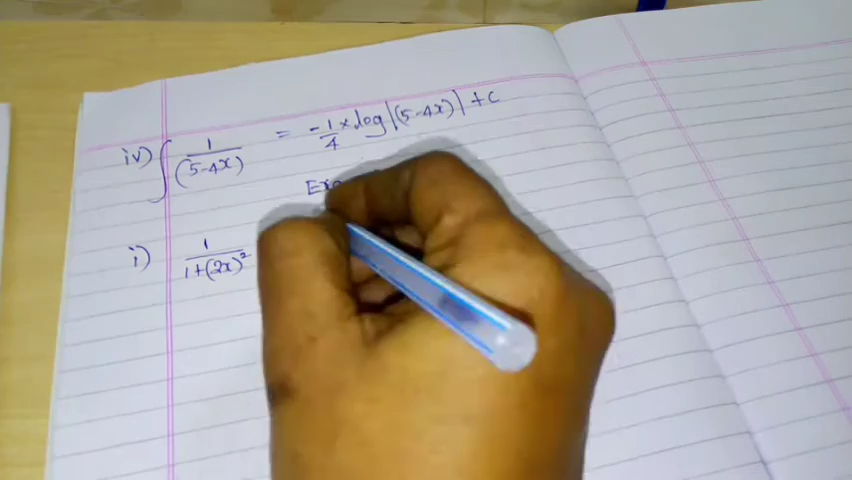 iv) ∫ 1/(5-4x) = -1/4 × log|(5-4x)| + c
i) 1/1+(2x)²